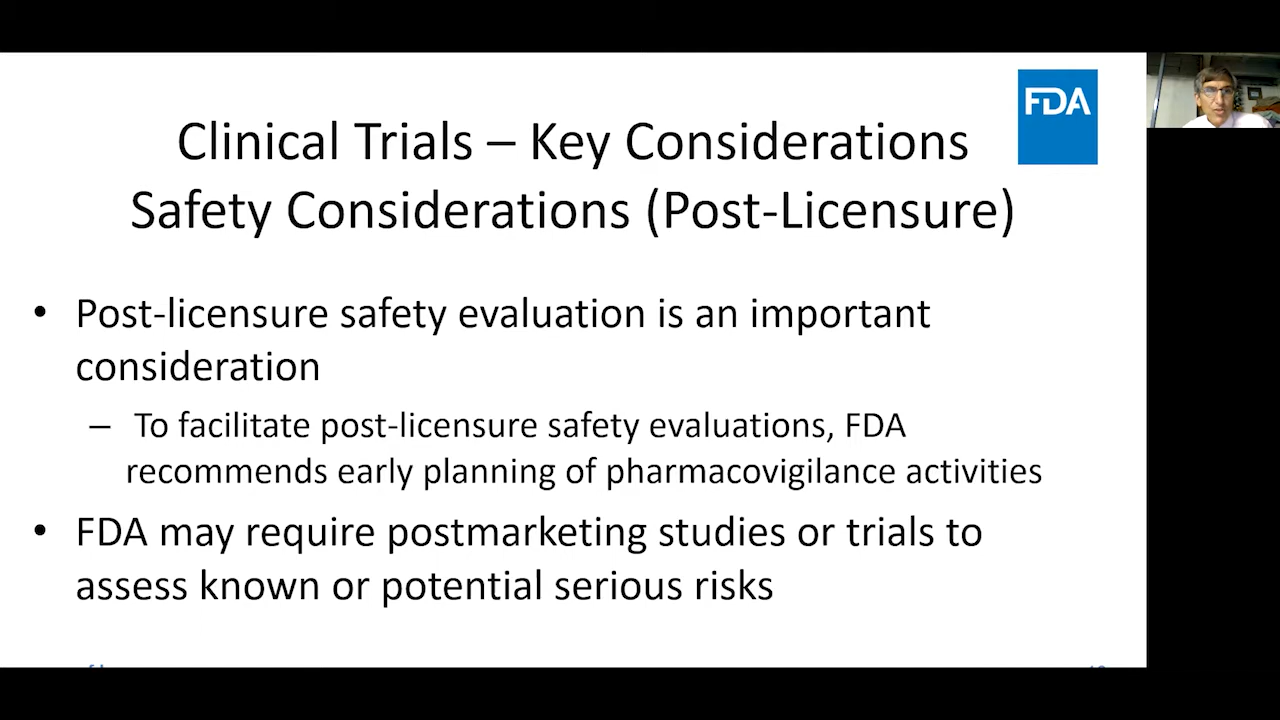 FDA
Clinical Trials – Key Considerations
Safety Considerations (Post-Licensure)
• Post-licensure safety evaluation is an important
consideration
– To facilitate post-licensure safety evaluations, FDA
recommends early planning of pharmacovigilance activities
• FDA may require postmarketing studies or trials to
assess known or potential serious risks